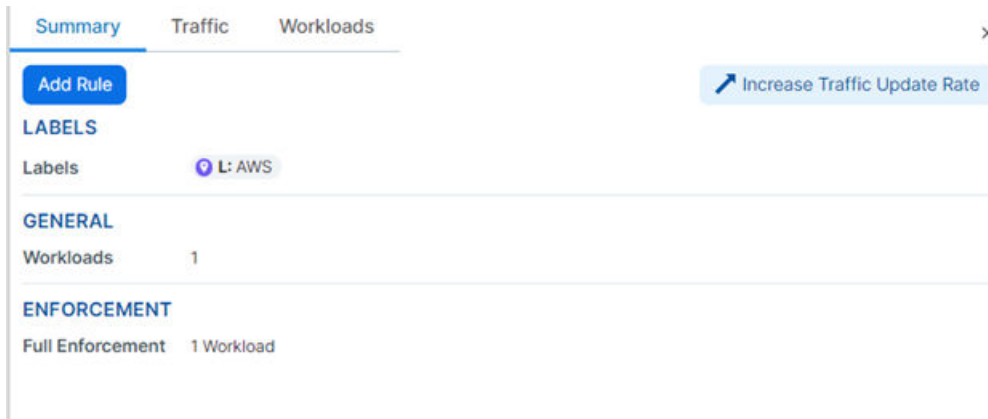 Summary Traffic Workloads
Add Rule Increase Traffic Update Rate
LABELS
Labels L: AWS
GENERAL
Workloads 1
ENFORCEMENT
Full Enforcement 1 Workload